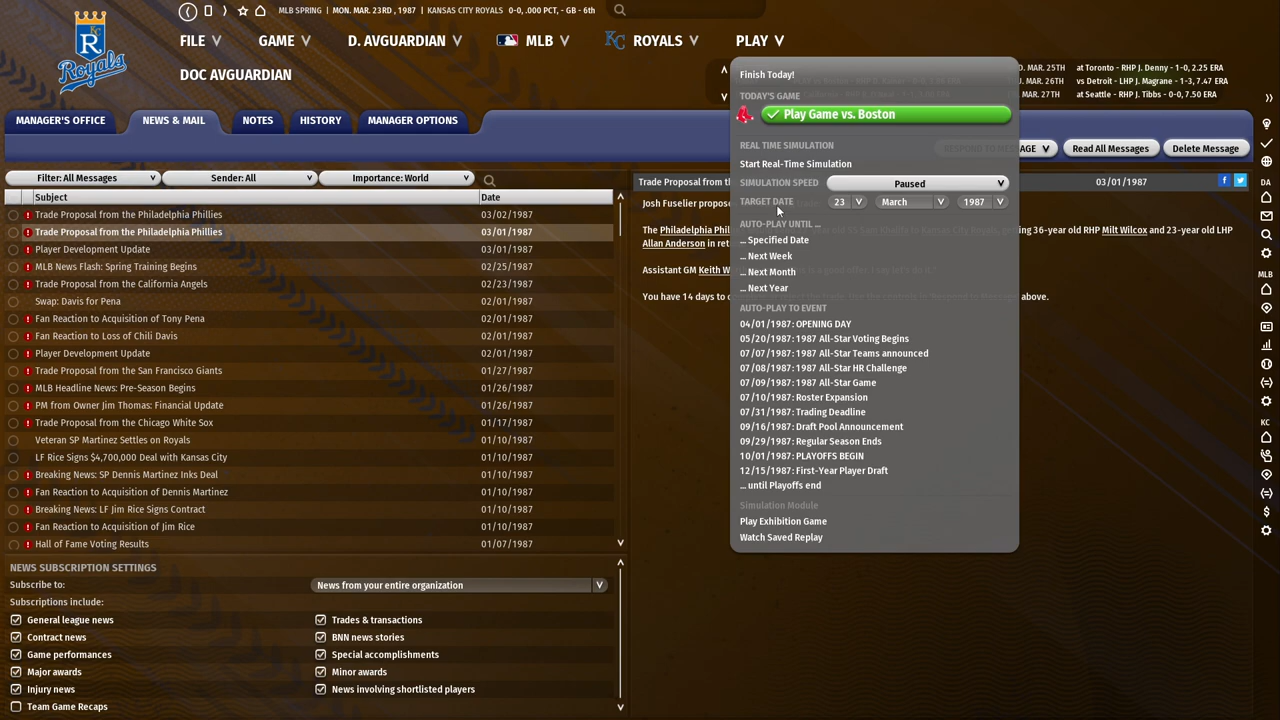 MLB SPRING | MON. MAR. 23RD , 1987 | KANSAS CITY ROYALS 0-0, .000 PCT, - GB - 6th
R
KC
Royals
FILE GAME D. AVGUARDIAN MLB ROYALS PLAY
DOC AVGUARDIAN
D. MAR. 25TH at Toronto - RHP J. Denny - 1-0, 2.25 ERA
MAR. 26TH vs Detroit - LHP J. Magrane - 1-3, 7.47 ERA
MAR. 27TH at Seattle - RHP J. Tibbs - 0-0, 7.50 ERA
MANAGER'S OFFICE NEWS & MAIL NOTES HISTORY MANAGER OPTIONS
RESPOND TO MESSAGE Read All Messages Delete Message
Filter: All Messages Sender: All Importance: World
Subject Date
Trade Proposal from the Philadelphia Phillies 03/02/1987
Trade Proposal from the Philadelphia Phillies 03/01/1987
Player Development Update 03/01/1987
MLB News Flash: Spring Training Begins 02/25/1987
Trade Proposal from the California Angels 02/23/1987
Swap: Davis for Pena 02/01/1987
Fan Reaction to Acquisition of Tony Pena 02/01/1987
Fan Reaction to Loss of Chili Davis 02/01/1987
Player Development Update 02/01/1987
Trade Proposal from the San Francisco Giants 01/27/1987
MLB Headline News: Pre-Season Begins 01/26/1987
PM from Owner Jim Thomas: Financial Update 01/26/1987
Trade Proposal from the Chicago White Sox 01/17/1987
Veteran SP Martinez Settles on Royals 01/10/1987
LF Rice Signs $4,700,000 Deal with Kansas City 01/10/1987
Breaking News: SP Dennis Martinez Inks Deal 01/10/1987
Fan Reaction to Acquisition of Dennis Martinez 01/10/1987
Breaking News: LF Jim Rice Signs Contract 01/10/1987
Fan Reaction to Acquisition of Jim Rice 01/10/1987
Hall of Fame Voting Results 01/07/1987
NEWS SUBSCRIPTION SETTINGS
Subscribe to: News from your entire organization
Subscriptions include:
General league news Trades & transactions
Contract news BNN news stories
Game performances Special accomplishments
Major awards Minor awards
Injury news News involving shortlisted players
Team Game Recaps
Trade Proposal from th 03/01/1987
Josh Fuselier propos
The Philadelphia Phil ing 36-year old RHP Milt Wilcox and 23-year old LHP
Allan Anderson in ret
Assistant GM Keith W
You have 14 days to above.
Finish Today!
TODAY'S GAME
Play Game vs. Boston
REAL TIME SIMULATION
Start Real-Time Simulation
SIMULATION SPEED Paused
TARGET DATE 23 March 1987
AUTO-PLAY UNTIL ...
... Specified Date
... Next Week
... Next Month
... Next Year
AUTO-PLAY TO EVENT
04/01/1987: OPENING DAY
05/20/1987: 1987 All-Star Voting Begins
07/07/1987: 1987 All-Star Teams announced
07/08/1987: 1987 All-Star HR Challenge
07/09/1987: 1987 All-Star Game
07/10/1987: Roster Expansion
07/31/1987: Trading Deadline
09/16/1987: Draft Pool Announcement
09/29/1987: Regular Season Ends
10/01/1987: PLAYOFFS BEGIN
12/15/1987: First-Year Player Draft
... until Playoffs end
Simulation Module
Play Exhibition Game
Watch Saved Replay
DA
MLB
KC